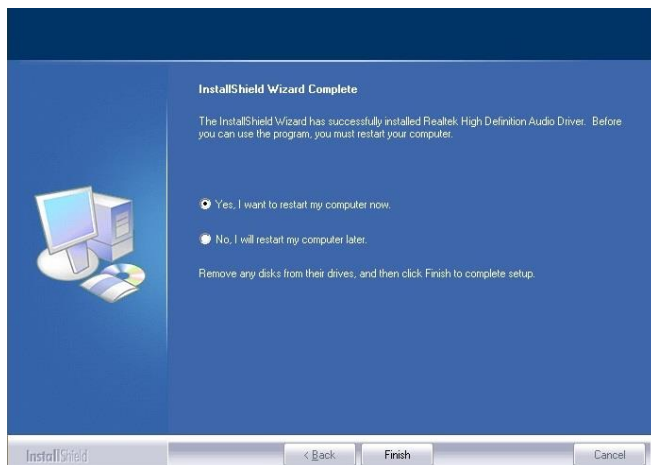 InstallShield Wizard Complete
The InstallShield Wizard has successfully installed Realtek High Definition Audio Driver. Before
you can use the program, you must restart your computer.
Yes, I want to restart my computer now.
No, I will restart my computer later.
Remove any disks from their drives, and then click Finish to complete setup.
InstallShield
< Back
Finish
Cancel